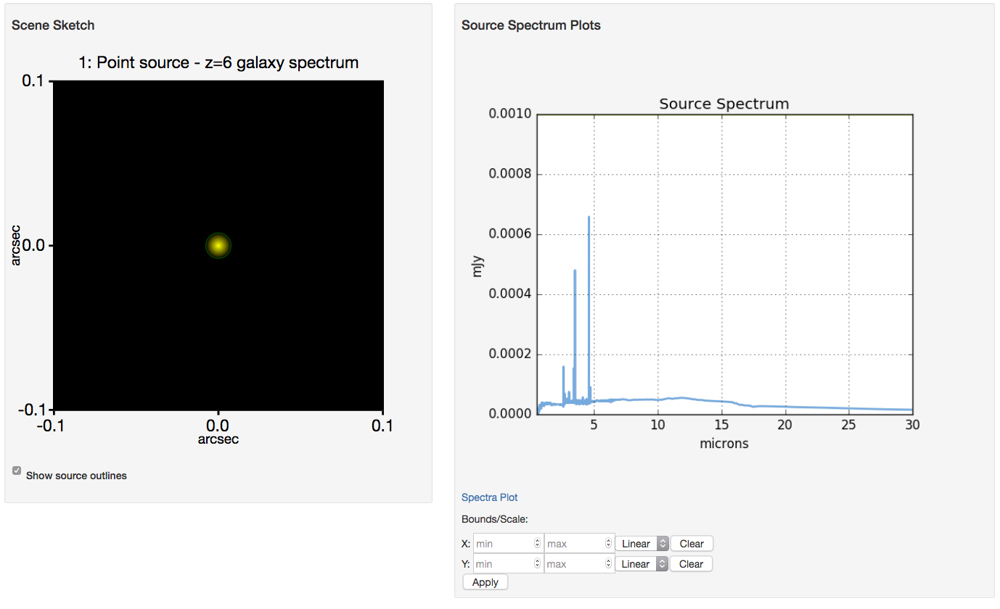 Scene Sketch
1: Point source - z=6 galaxy spectrum
0.1
arcsec
0.0
-0.1
-0.1 0.0 0.1
arcsec
Show source outlines
Source Spectrum Plots
Source Spectrum
0.0010
0.0008
0.0006
mJy
0.0004
0.0002
0.0000
5 10 15 20 25 30
microns
Spectra Plot
Bounds/Scale:
X: min max Linear Clear
Y: min max Linear Clear
Apply